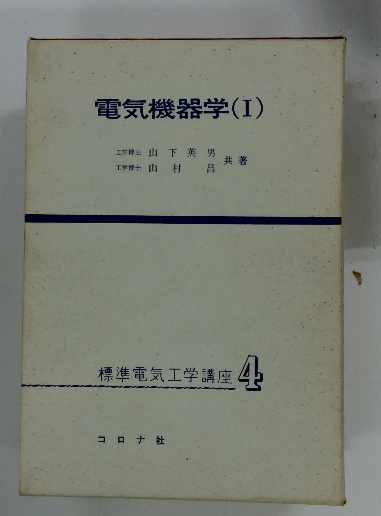 電気機器学(I)
工学博士 山下英男
工学博士 山村昌
共著
標準電気工学講座 4
コロナ社